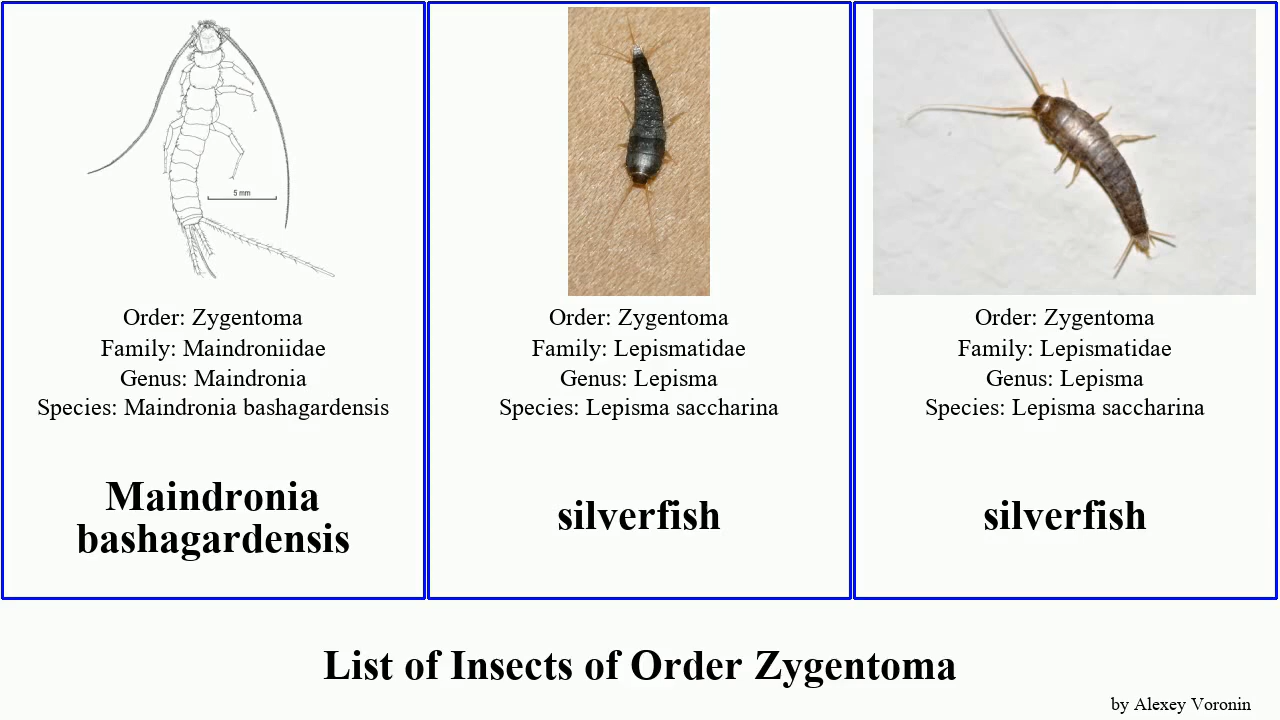 5 mm
Order: Zygentoma
Family: Maindroniidae
Genus: Maindronia
Species: Maindronia bashagardensis
Maindronia
bashagardensis
Order: Zygentoma
Family: Lepismatidae
Genus: Lepisma
Species: Lepisma saccharina
silverfish
Order: Zygentoma
Family: Lepismatidae
Genus: Lepisma
Species: Lepisma saccharina
silverfish
List of Insects of Order Zygentoma
by Alexey Voronin